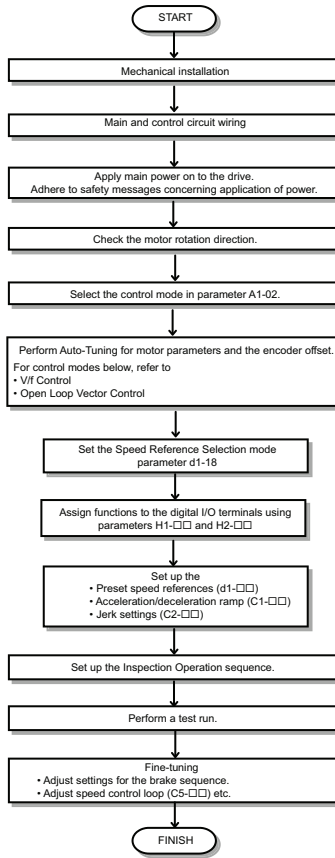 START
Mechanical installation
Main and control circuit wiring
Apply main power on to the drive.
Adhere to safety messages concerning application of power.
Check the motor rotation direction.
Select the control mode in parameter A1-02.
Perform Auto-Tuning for motor parameters and the encoder offset.
For control modes below, refer to
• V/f Control
• Open Loop Vector Control
Set the Speed Reference Selection mode
parameter d1-18
Assign functions to the digital I/O terminals using
parameters H1-□□ and H2-□□
Set up the
• Preset speed references (d1-□□)
• Acceleration/deceleration ramp (C1-□□)
• Jerk settings (C2-□□)
Set up the Inspection Operation sequence.
Perform a test run.
Fine-tuning
• Adjust settings for the brake sequence.
• Adjust speed control loop (C5-□□) etc.
FINISH